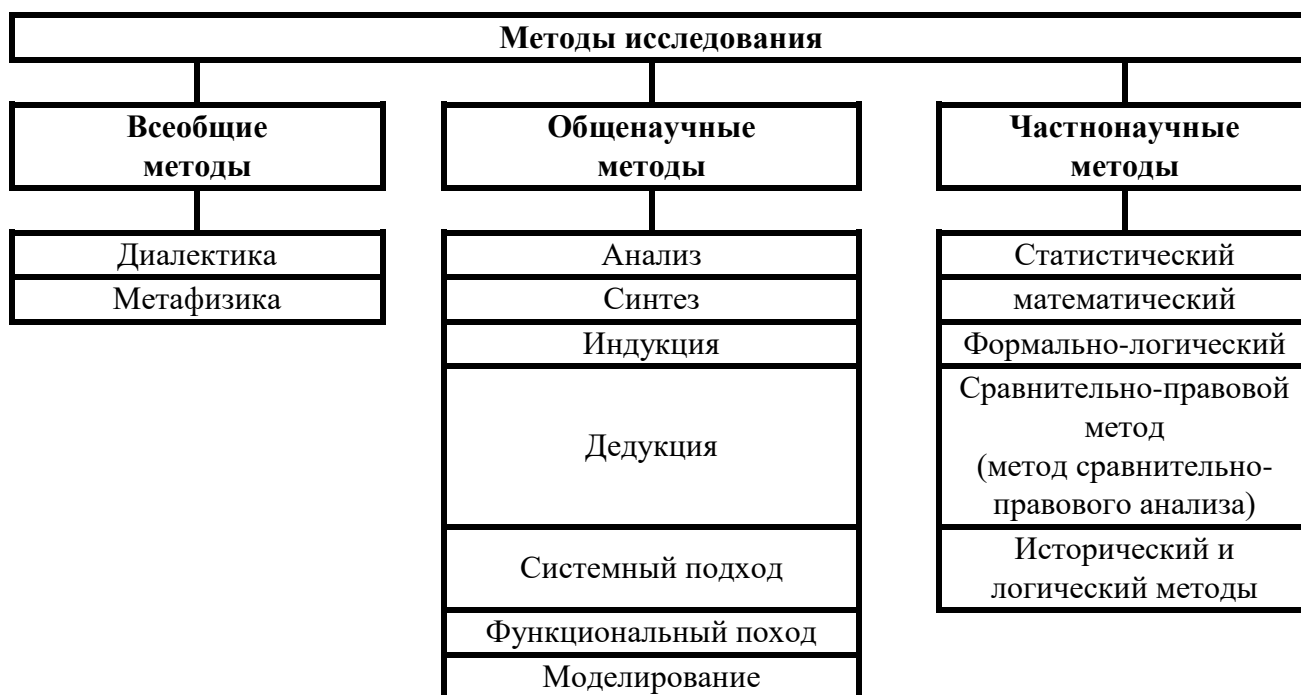 Методы исследования
Всеобщие
методы
Общенаучные
методы
Частнонаучные
методы
Диалектика
Метафизика
Анализ
Синтез
Индукция
Дедукция
Системный подход
Функциональный поход
Моделирование
Статистический
математический
Формально-логический
Сравнительно-правовой
метод
(метод сравнительно-
правового анализа)
Исторический и
логический методы